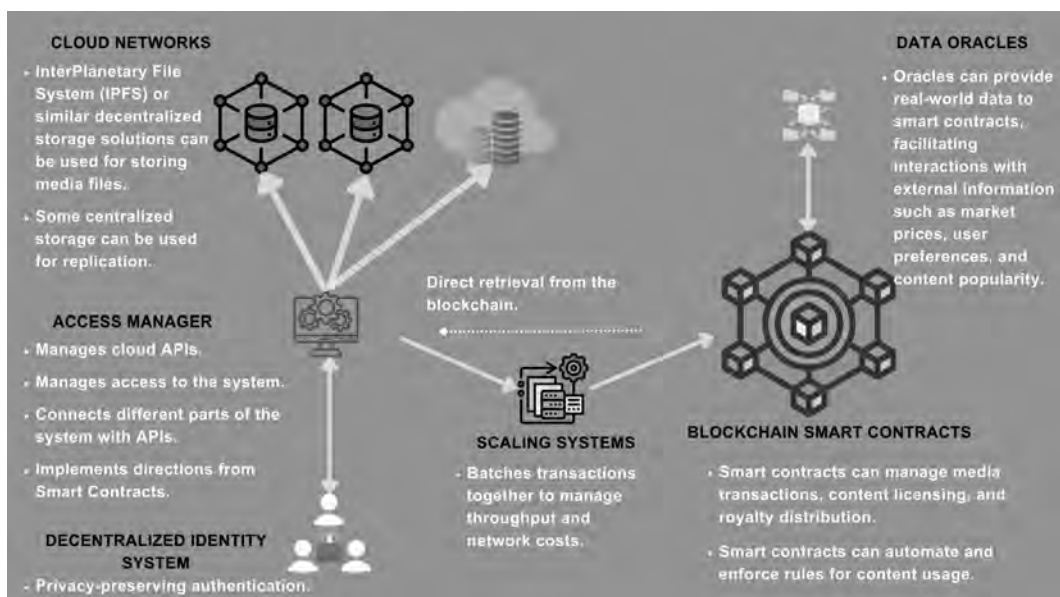 CLOUD NETWORKS
• InterPlanetary File
System (IPFS) or
similar decentralized
storage solutions can
be used for storing
media files.
• Some centralized
storage can be used
for replication.
ACCESS MANAGER
• Manages cloud APIs.
• Manages access to the system.
• Connects different parts of the
system with APIs.
• Implements directions from
Smart Contracts.
DECENTRALIZED IDENTITY
SYSTEM
• Privacy-preserving authentication.
Direct retrieval from the
blockchain.
SCALING SYSTEMS
• Batches transactions
together to manage
throughput and
network costs.
DATA ORACLES
• Oracles can provide
real-world data to
smart contracts,
facilitating
interactions with
external information
such as market
prices, user
preferences, and
content popularity.
BLOCKCHAIN SMART CONTRACTS
• Smart contracts can manage media
transactions, content licensing, and
royalty distribution.
• Smart contracts can automate and
enforce rules for content usage.